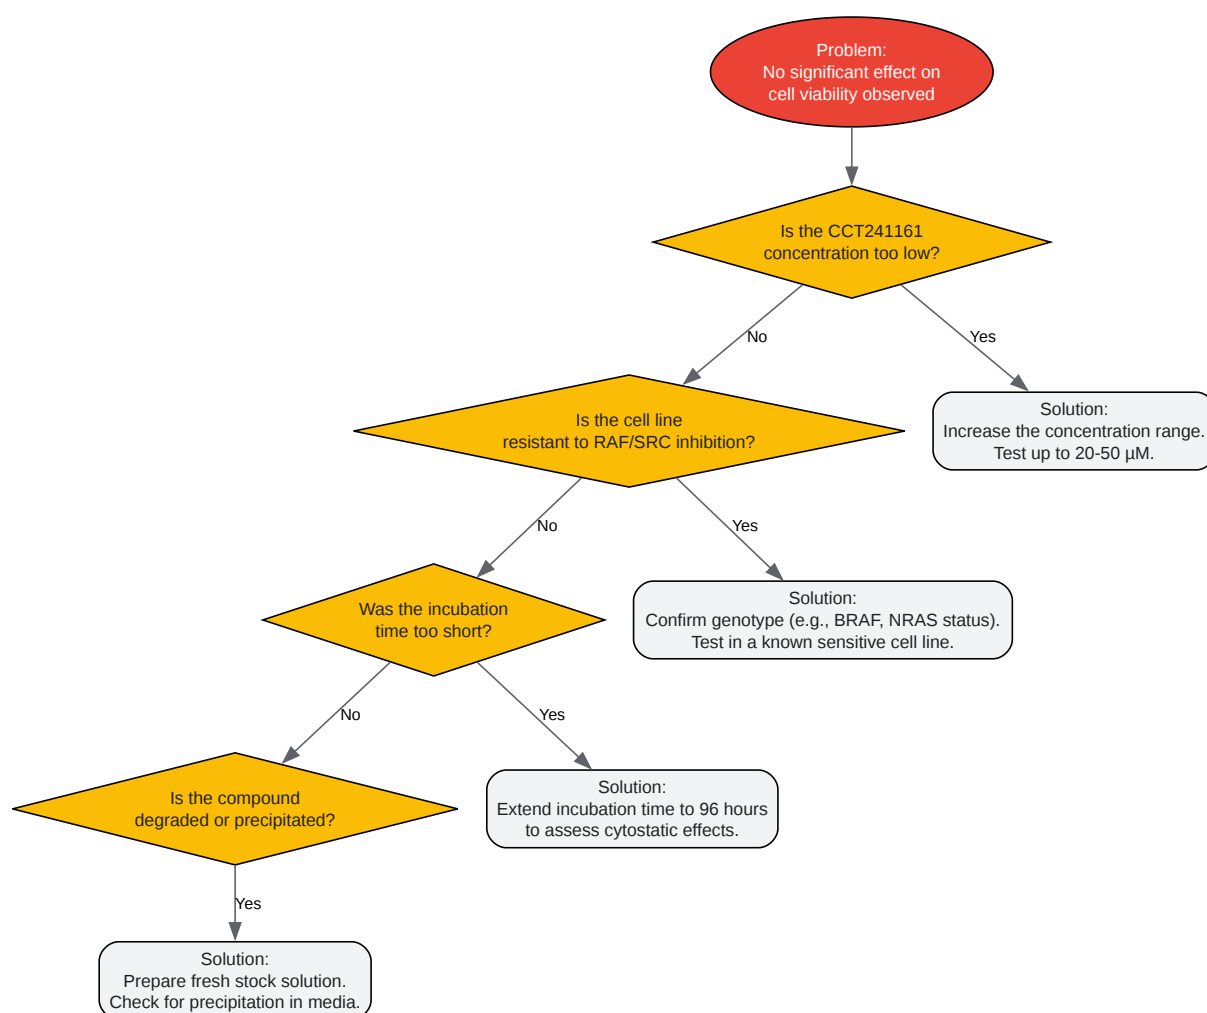 Problem:
No significant effect on
cell viability observed
Is the CCT241161
concentration too low?
No
Yes
Is the cell line
resistant to RAF/SRC inhibition?
Solution:
Increase the concentration range.
Test up to 20-50 µM.
No
Yes
Was the incubation
time too short?
Solution:
Confirm genotype (e.g., BRAF, NRAS status).
Test in a known sensitive cell line.
No
Yes
Is the compound
degraded or precipitated?
Solution:
Extend incubation time to 96 hours
to assess cytostatic effects.
Yes
Solution:
Prepare fresh stock solution.
Check for precipitation in media.